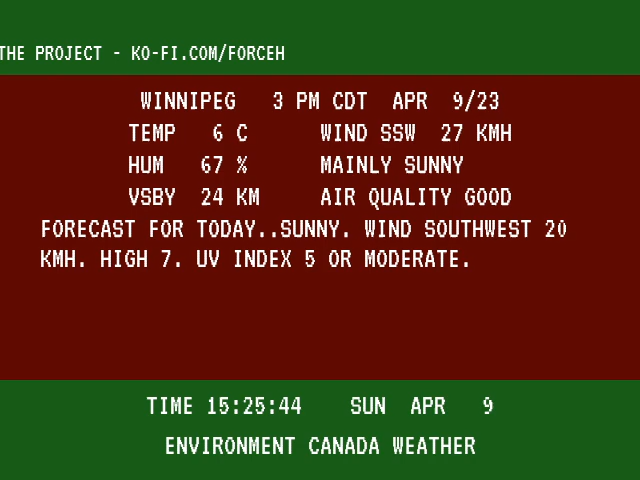 THE PROJECT - KO-FI.COM/FORCEH
WINNIPEG 3 PM CDT APR 9/23
TEMP 6 C WIND SSW 27 KMH
HUM 67 % MAINLY SUNNY
VSBY 24 KM AIR QUALITY GOOD
FORECAST FOR TODAY..SUNNY. WIND SOUTHWEST 20
KMH. HIGH 7. UV INDEX 5 OR MODERATE.
TIME 15:25:44 SUN APR 9
ENVIRONMENT CANADA WEATHER